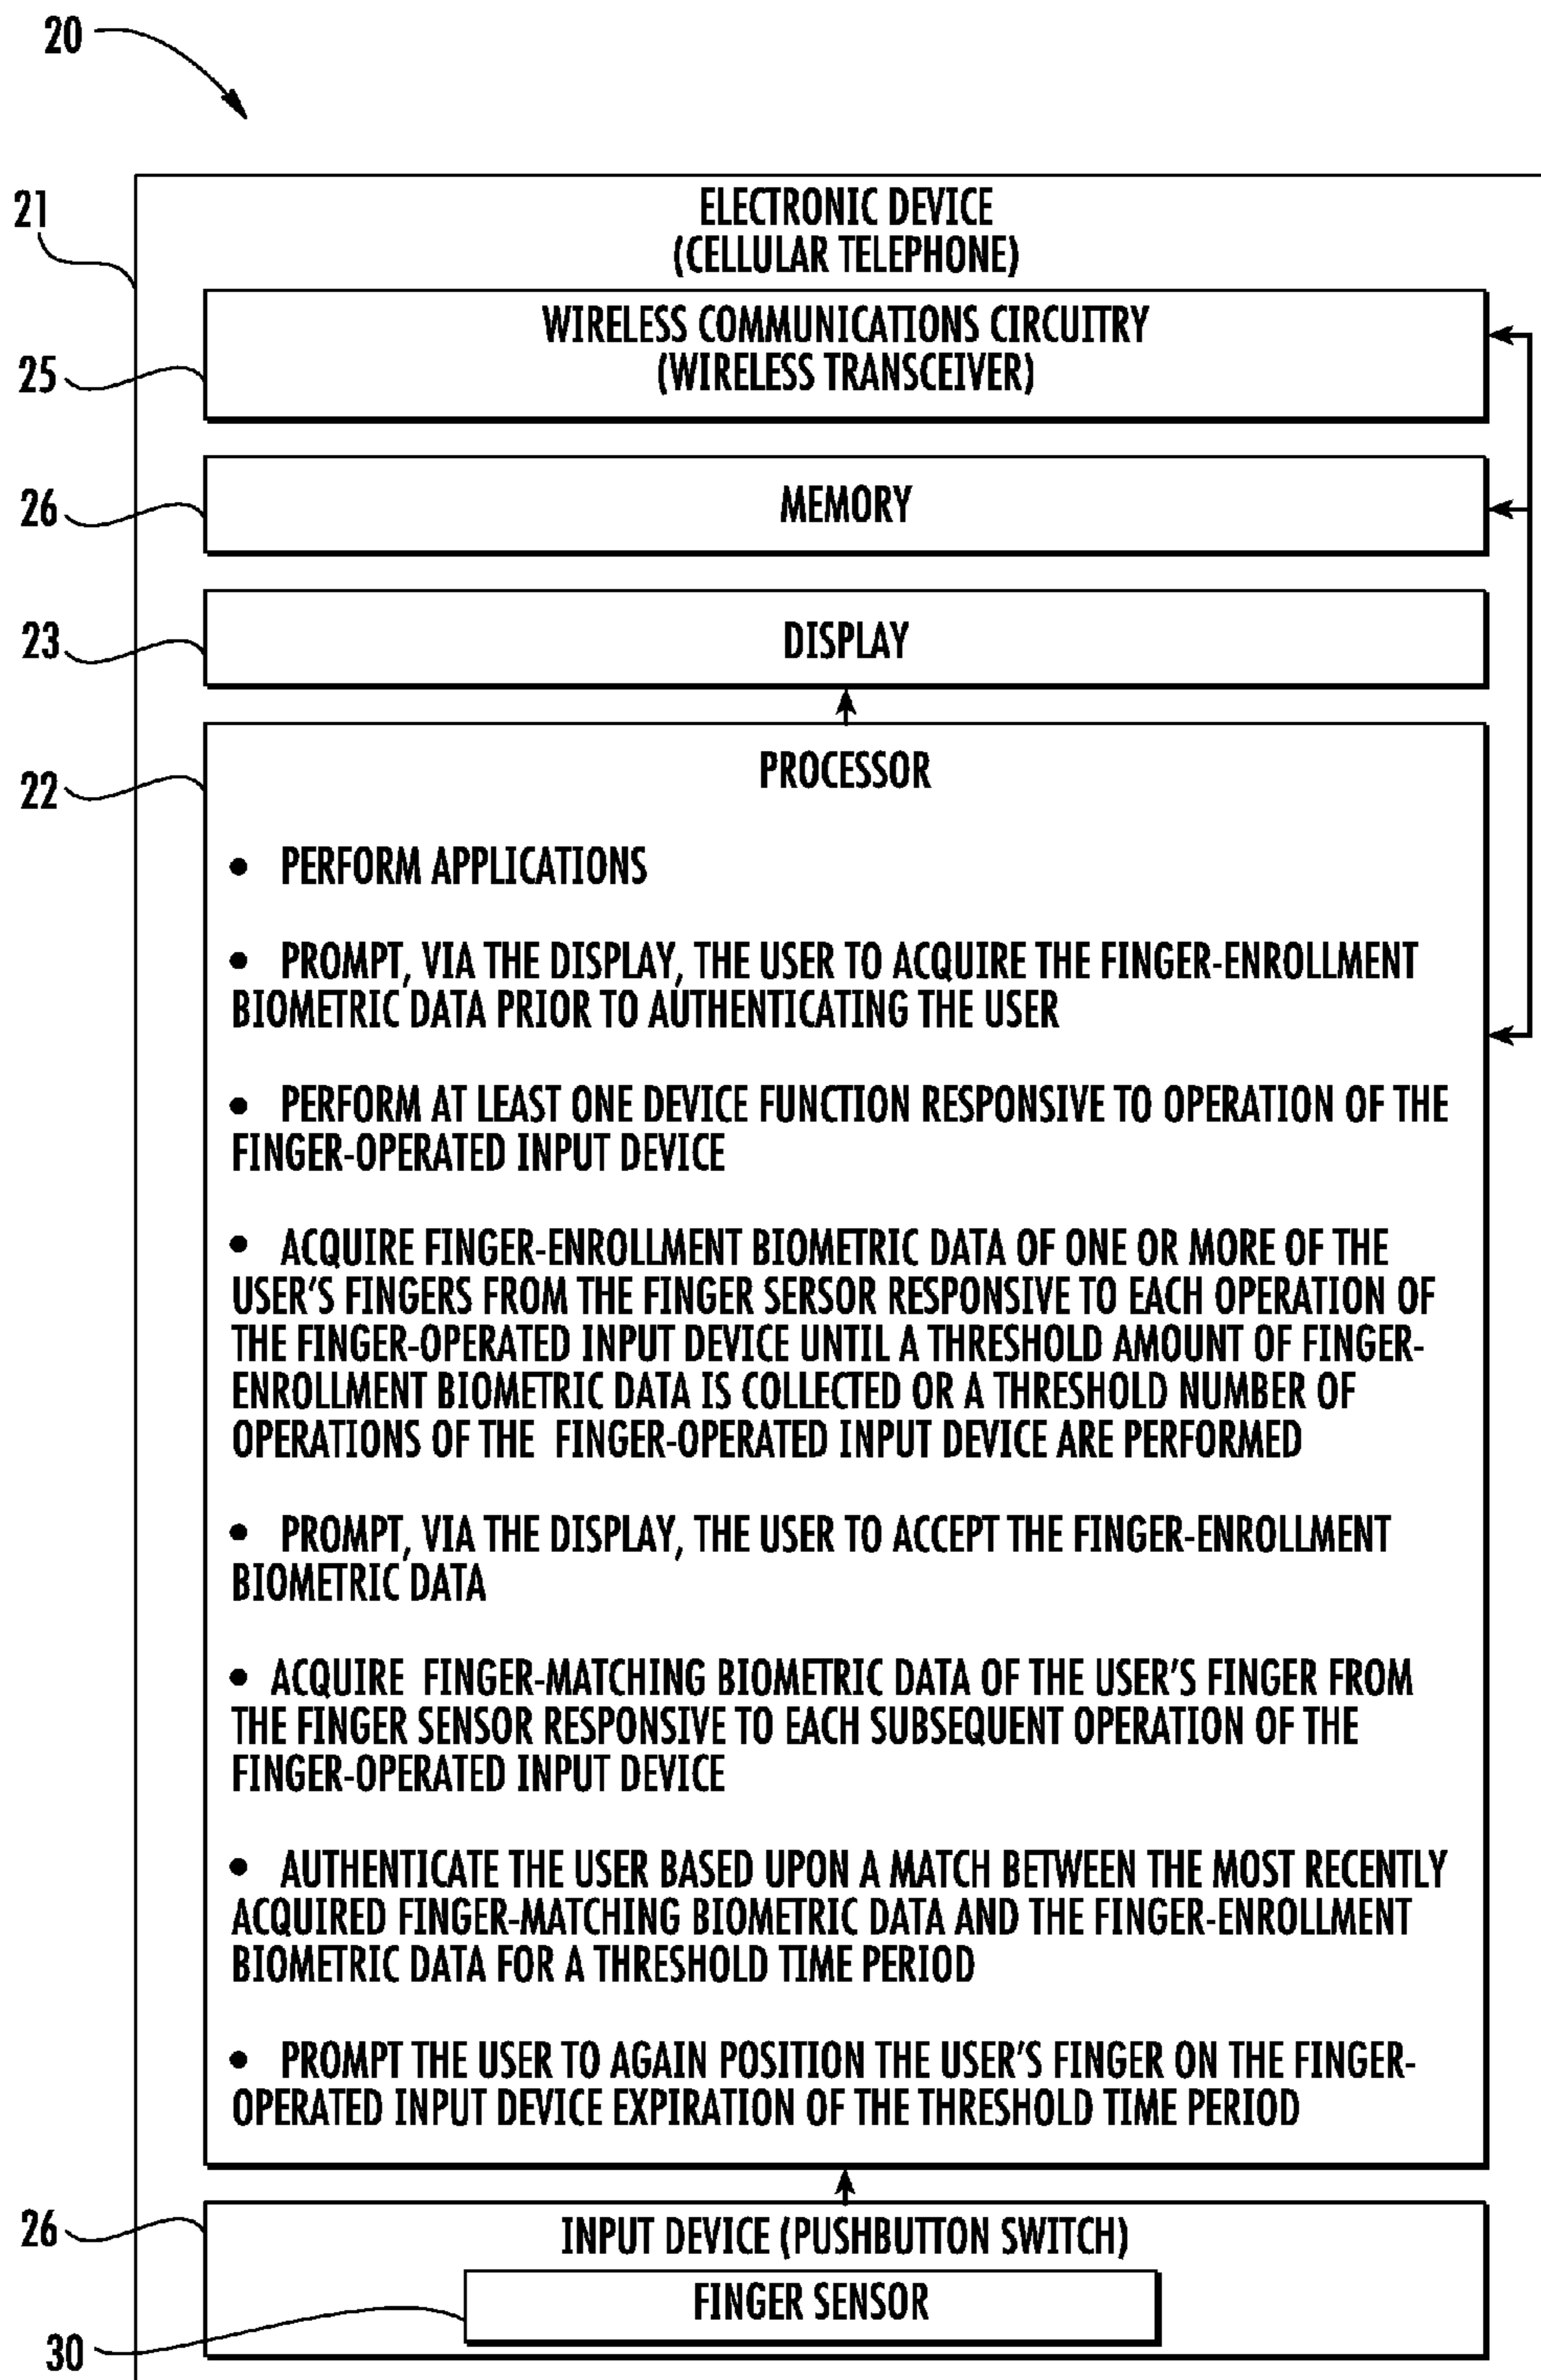 20
21
ELECTRONIC DEVICE
(CELLULAR TELEPHONE)
WIRELESS COMMUNICATIONS CIRCUITRY
(WIRELESS TRANSCEIVER)
25
MEMORY
26
DISPLAY
23
PROCESSOR
22
• PERFORM APPLICATIONS
• PROMPT, VIA THE DISPLAY, THE USER TO ACQUIRE THE FINGER-ENROLLMENT
BIOMETRIC DATA PRIOR TO AUTHENTICATING THE USER
• PERFORM AT LEAST ONE DEVICE FUNCTION RESPONSIVE TO OPERATION OF THE
FINGER-OPERATED INPUT DEVICE
• ACQUIRE FINGER-ENROLLMENT BIOMETRIC DATA OF ONE OR MORE OF THE
USER'S FINGERS FROM THE FINGER SERSOR RESPONSIVE TO EACH OPERATION OF
THE FINGER-OPERATED INPUT DEVICE UNTIL A THRESHOLD AMOUNT OF FINGER-
ENROLLMENT BIOMETRIC DATA IS COLLECTED OR A THRESHOLD NUMBER OF
OPERATIONS OF THE FINGER-OPERATED INPUT DEVICE ARE PERFORMED
• PROMPT, VIA THE DISPLAY, THE USER TO ACCEPT THE FINGER-ENROLLMENT
BIOMETRIC DATA
• ACQUIRE FINGER-MATCHING BIOMETRIC DATA OF THE USER'S FINGER FROM
THE FINGER SENSOR RESPONSIVE TO EACH SUBSEQUENT OPERATION OF THE
FINGER-OPERATED INPUT DEVICE
• AUTHENTICATE THE USER BASED UPON A MATCH BETWEEN THE MOST RECENTLY
ACQUIRED FINGER-MATCHING BIOMETRIC DATA AND THE FINGER-ENROLLMENT
BIOMETRIC DATA FOR A THRESHOLD TIME PERIOD
• PROMPT THE USER TO AGAIN POSITION THE USER'S FINGER ON THE FINGER-
OPERATED INPUT DEVICE EXPIRATION OF THE THRESHOLD TIME PERIOD
26
INPUT DEVICE (PUSHBUTTON SWITCH)
FINGER SENSOR
30